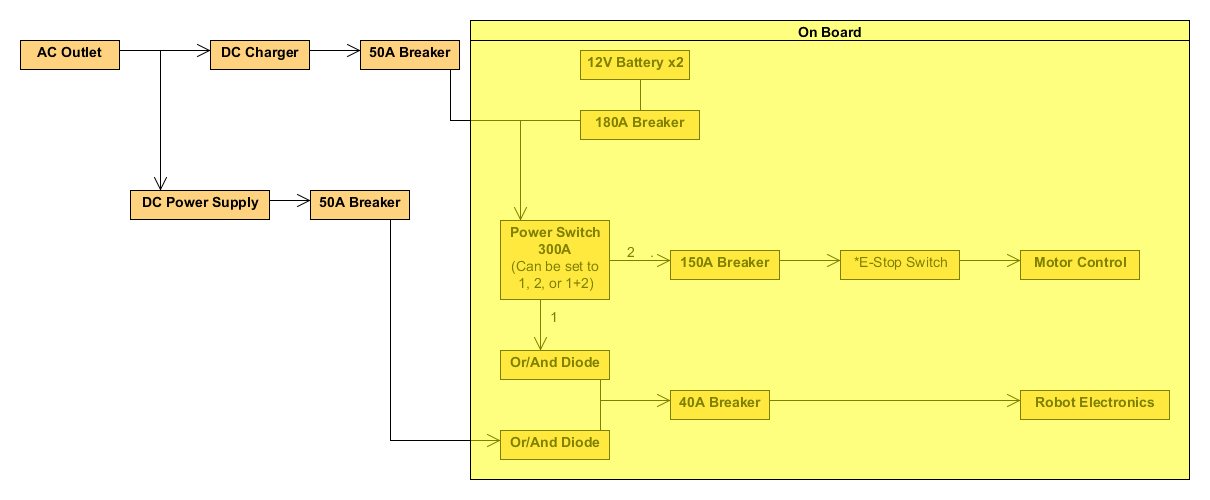 On Board
AC Outlet
DC Charger
50A Breaker
12V Battery x2
180A Breaker
DC Power Supply
50A Breaker
Power Switch
300A
(Can be set to
1, 2, or 1+2)
2 .
150A Breaker
*E-Stop Switch
Motor Control
1
Or/And Diode
40A Breaker
Robot Electronics
Or/And Diode